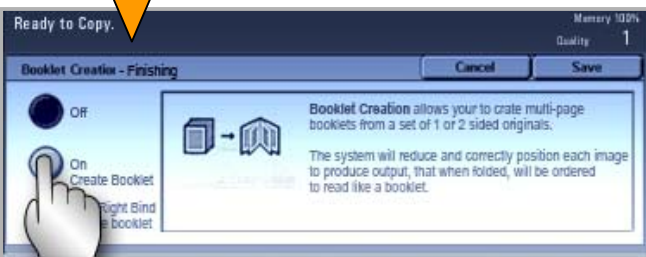 Ready to Copy.
Memory 100%
Quality 1
Booklet Creation - Finishing
Cancel
Save
Off
On
Create Booklet
Right Bind
booklet
Booklet Creation allows your to crate multi-page
booklets from a set of 1 or 2 sided originals.
The system will reduce and correctly position each image
to produce output, that when folded, will be ordered
to read like a booklet.